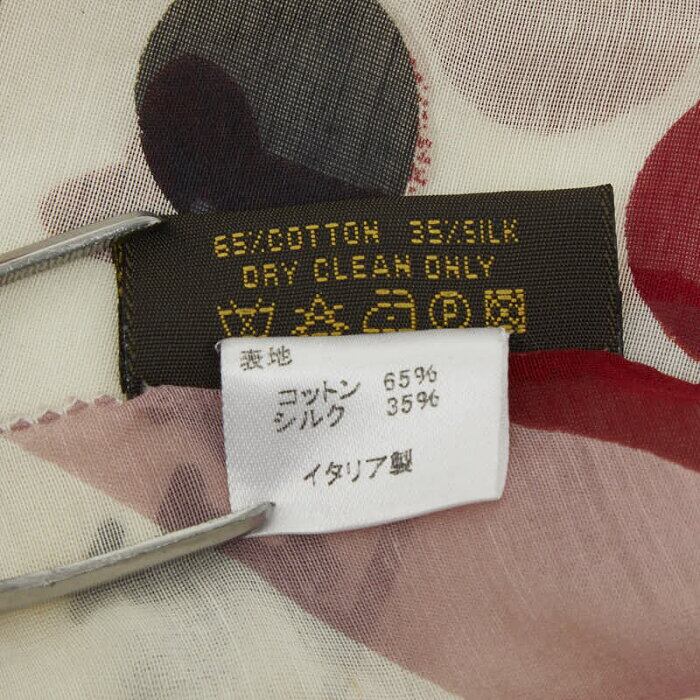 65%COTTON 35%SILK
DRY CLEAN ONLY
P
表地
コットン 65%
シルク 35%
イタリア製